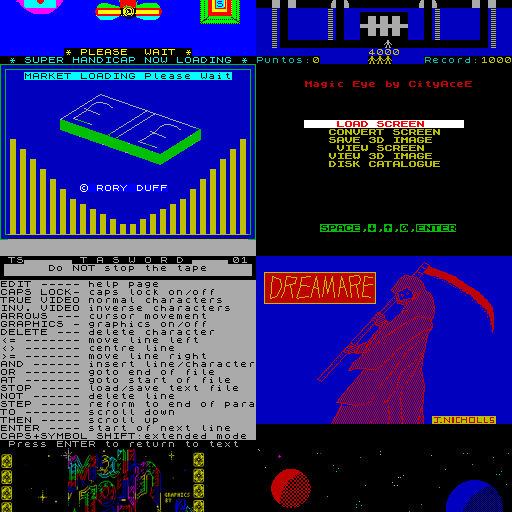 * PLEASE WAIT *
* SUPER HANDICAP NOW LOADING *
4000
Puntos:0 Record:1000
MARKET LOADING Please Wait
© RORY DUFF
Magic Eye by CityAceE
LOAD SCREEN
CONVERT SCREEN
SAVE 3D IMAGE
VIEW SCREEN
VIEW 3D IMAGE
DISK CATALOGUE
SPACE,↓,↑,0,ENTER
TS T A S W O R D 01
Do NOT stop the tape
EDIT ----- help page
CAPS LOCK- caps lock on/off
TRUE VIDEO normal characters
INV. VIDEO inverse characters
ARROWS --- cursor movement
GRAPHICS - graphics on/off
DELETE --- delete character
<= ----- move line left
<> ----- centre line
>= ----- move line right
AND ----- insert line/character
OR ----- goto end of file
AT ----- goto start of file
STOP ----- load/save text file
NOT ----- delete line
STEP ----- reform to end of para
TO ----- scroll down
THEN ----- scroll up
ENTER ---- start of next line
CAPS+SYMBOL SHIFT:extended mode
Press ENTER to return to text
DREAMARE
J.NICHOLLS
GRAPHICS
BY